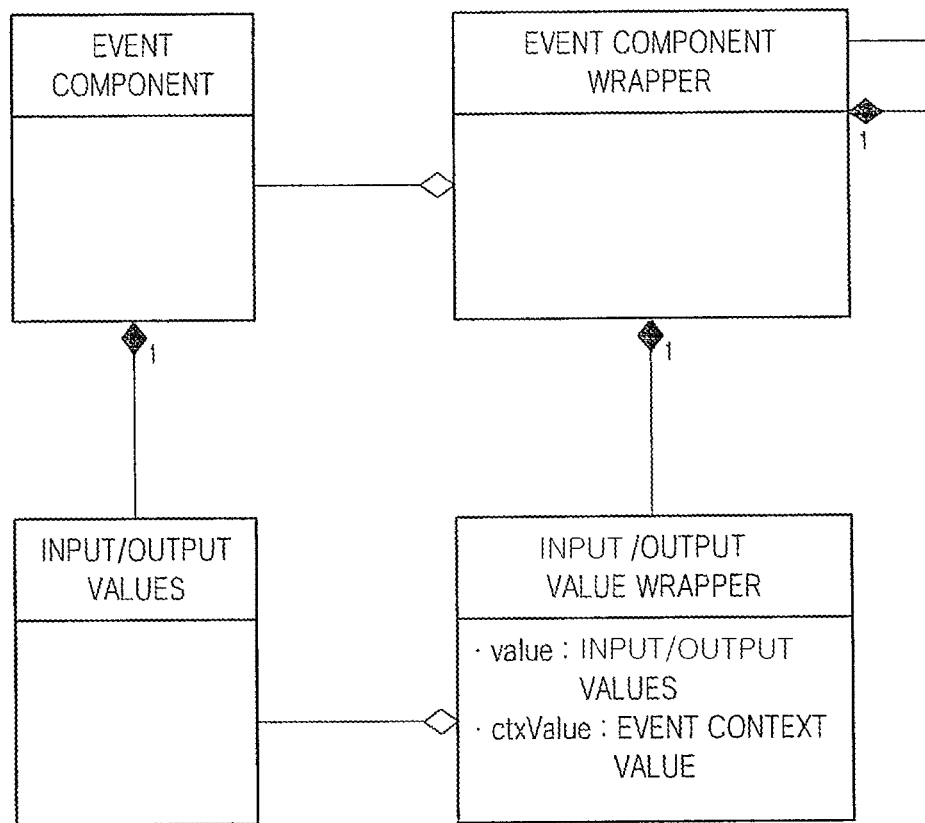 EVENT
COMPONENT
EVENT COMPONENT
WRAPPER
1
1
1
INPUT/OUTPUT
VALUES
INPUT /OUTPUT
VALUE WRAPPER
· value : INPUT/OUTPUT
VALUES
· ctxValue : EVENT CONTEXT
VALUE